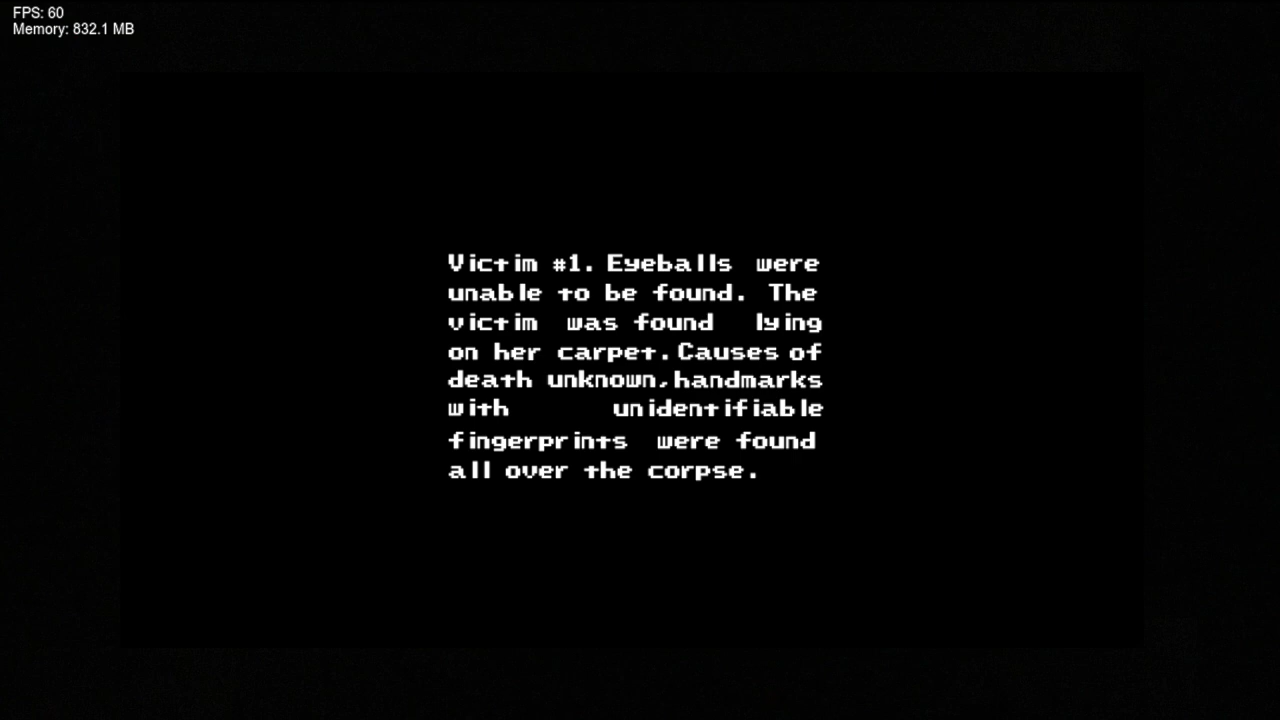 FPS: 60
Memory: 832.1 MB
Victim #1. Eyeballs were
unable to be found. The
victim was found lying
on her carpet. Causes of
death unknown, handmarks
with unidentifiable
fingerprints were found
all over the corpse.